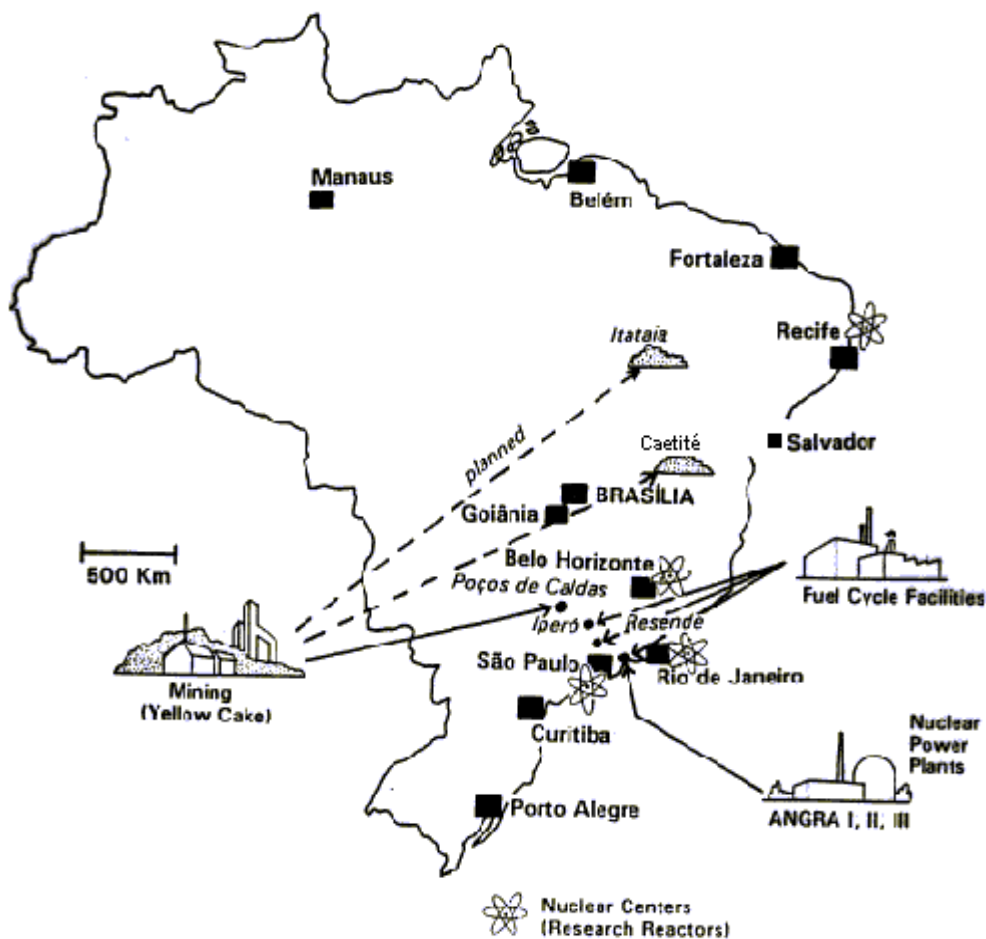 Manaus
Belém
Fortaleza
Recife
Itataia
Salvador
Caetité
planned
BRASÍLIA
Goiânia
Belo Horizonte
500 Km
Poços de Caldas
Fuel Cycle Facilities
Iperó
Resende
São Paulo
Rio de Janeiro
Mining
(Yellow Cake)
Curitiba
Nuclear
Power
Plants
Porto Alegre
ANGRA I, II, III
Nuclear Centers
(Research Reactors)